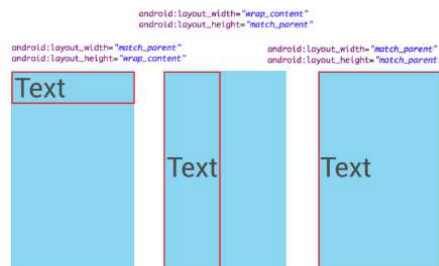 android:layout_width="wrap_content"
android:layout_height="match_parent"
android:layout_width="match_parent"
android:layout_height="wrap_content"
android:layout_width="match_parent"
android:layout_height="match_parent"
Text
Text
Text